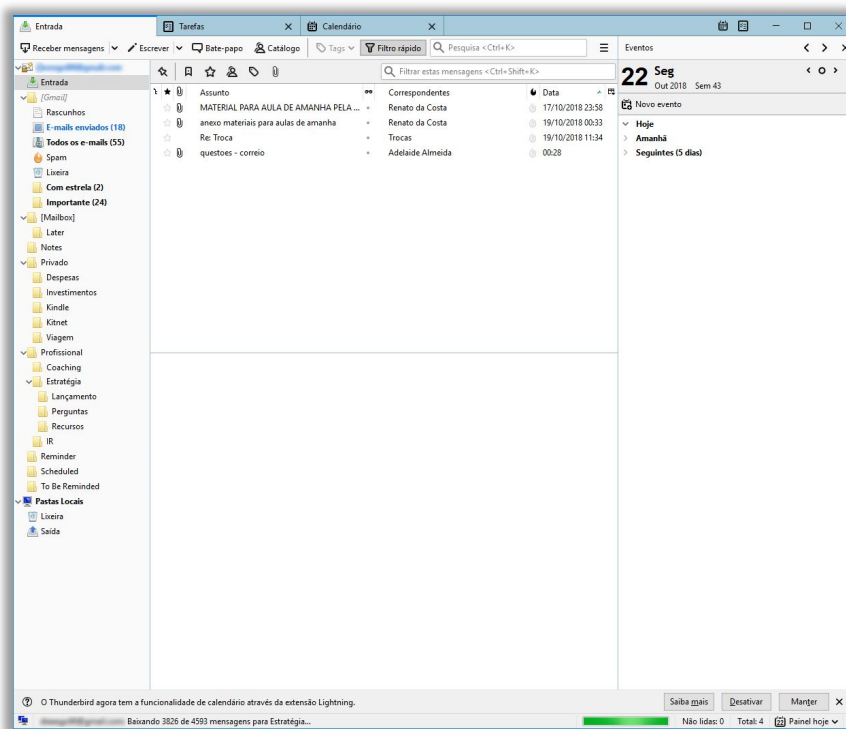 Entrada
Tarefas
Calendário
Receber mensagens
Escrever
Bate-papo
Catálogo
Tags
Filtro rápido
Pesquisa <Ctrl+K>
Eventos
Filtrar estas mensagens <Ctrl+Shift+K>
22 Seg
Out 2018 Sem 43
Novo evento
Hoje
Amanhã
Seguintes (5 dias)
Assunto Correspondentes Data
MATERIAL PARA AULA DE AMANHA PELA ... Renato da Costa 17/10/2018 23:58
anexo materiais para aulas de amanha Renato da Costa 19/10/2018 00:33
Re: Troca Trocas 19/10/2018 11:34
questoes - correio Adelaide Almeida 00:28
Entrada
[Gmail]
Rascunhos
E-mails enviados (18)
Todos os e-mails (55)
Spam
Lixeira
Com estrela (2)
Importante (24)
[Mailbox]
Later
Notes
Privado
Despesas
Investimentos
Kindle
Kitnet
Viagem
Profissional
Coaching
Estratégia
Lançamento
Perguntas
Recursos
IR
Reminder
Scheduled
To Be Reminded
Pastas Locais
Lixeira
Saída
O Thunderbird agora tem a funcionalidade de calendário através da extensão Lightning.
Saiba mais
Desativar
Manter
Baixando 3826 de 4593 mensagens para Estratégia...
Não lidas: 0 Total: 4
22 Painel hoje